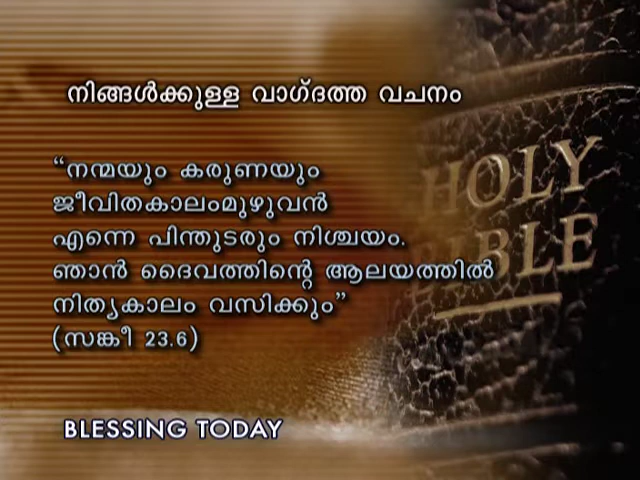 നിങ്ങൾക്കുള്ള വാഗ്ദത്ത വചനം
“നന്മയും കരുണയും
ജീവിതകാലംമുഴുവൻ
എന്നെ പിന്തുടരും നിശ്ചയം.
ഞാൻ ദൈവത്തിന്റെ ആലയത്തിൽ
നിത്യകാലം വസിക്കും”
(സങ്കീ 23.6)
HOLY
BIBLE
BLESSING TODAY